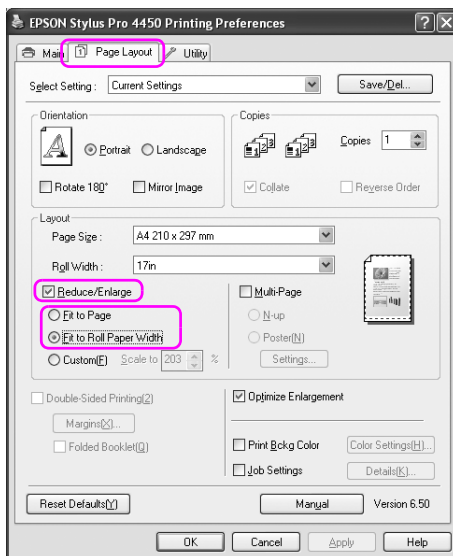 EPSON Stylus Pro 4450 Printing Preferences
Main Page Layout Utility
Select Setting : Current Settings Save/Del...
Orientation Copies
Portrait Landscape Copies 1
Rotate 180° Mirror Image Collate Reverse Order
Layout
Page Size : A4 210 x 297 mm
Roll Width : 17in
Reduce/Enlarge Multi-Page
Fit to Page N-up
Fit to Roll Paper Width Poster(N)
Custom(F) Scale to 203 % Settings...
Double-Sided Printing(2) Optimize Enlargement
Margins(X)...
Folded Booklet(Q) Print Bckg Color Color Settings(H)...
Job Settings Details(K)...
Reset Defaults(Y) Manual Version 6.50
OK Cancel Apply Help